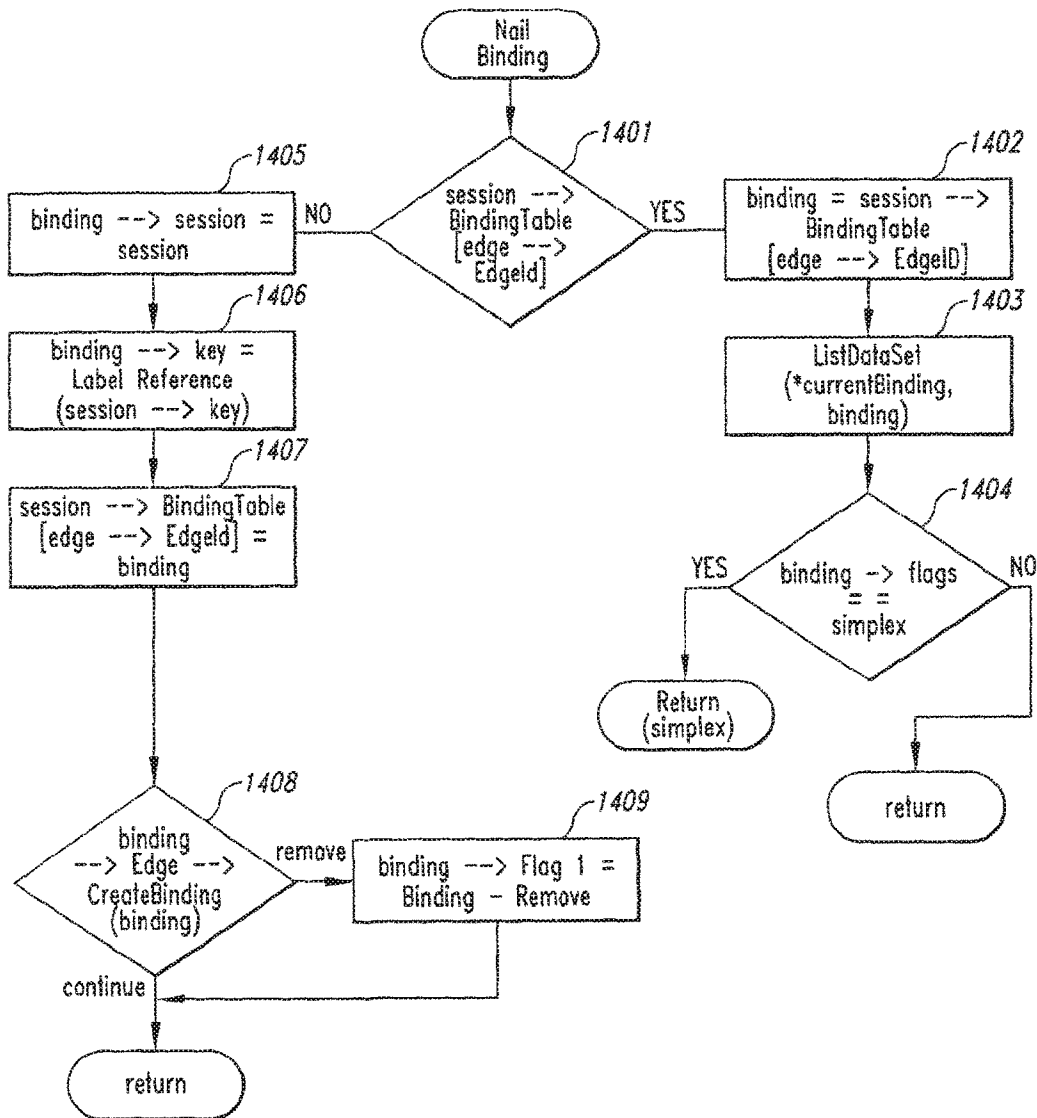 Nail
Binding
1401
session -->
BindingTable
[edge -->
EdgeId]
NO
YES
1405
binding --> session =
session
1402
binding = session -->
BindingTable
[edge --> EdgeID]
1406
binding --> key =
Label Reference
(session --> key)
1403
ListDataSet
(*currentBinding,
binding)
1407
session --> BindingTable
[edge --> EdgeId] =
binding
1404
binding -> flags
= =
simplex
YES
NO
Return
(simplex)
return
1408
binding
--> Edge -->
CreateBinding
(binding)
remove
continue
1409
binding --> Flag 1 =
Binding - Remove
return